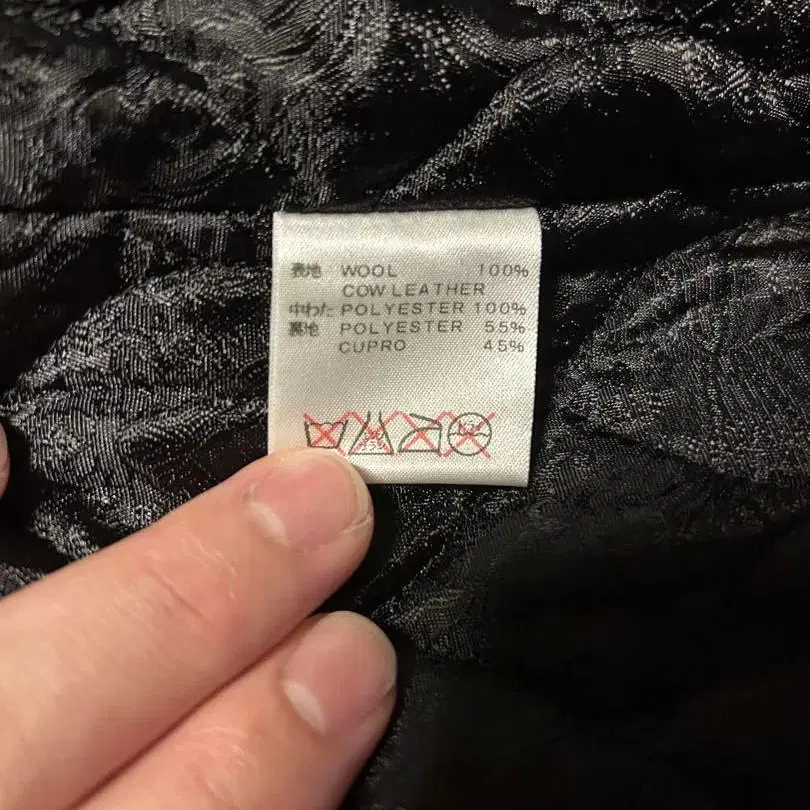 表地 WOOL 100%
COW LEATHER
中わた POLYESTER 100%
裏地 POLYESTER 55%
CUPRO 45%